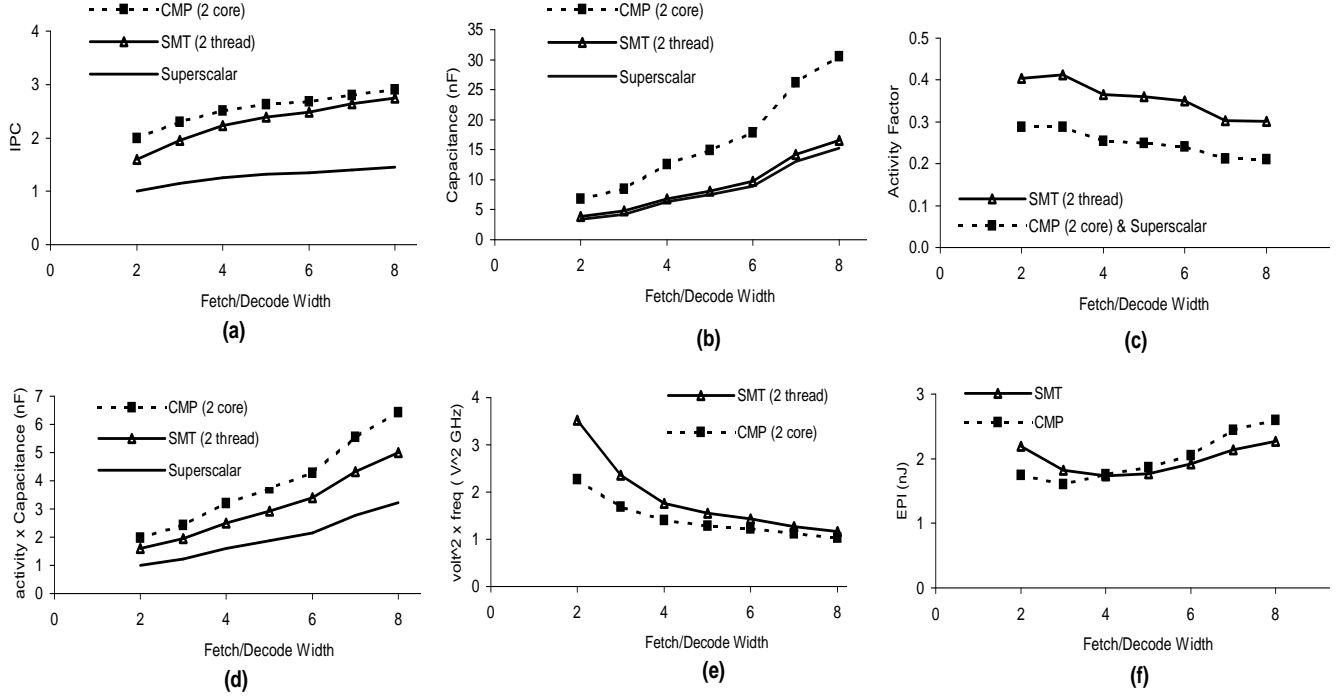 CMP (2 core)
SMT (2 thread)
Superscalar
4
3
2
1
0
IPC
0
2
4
6
8
Fetch/Decode Width
(a)
CMP (2 core)
SMT (2 thread)
Superscalar
35
30
25
20
15
10
5
0
Capacitance (nF)
0
2
4
6
8
Fetch/Decode Width
(b)
0.5
0.4
0.3
0.2
0.1
0.0
Activity Factor
SMT (2 thread)
CMP (2 core) & Superscalar
0
2
4
6
8
Fetch/Decode Width
(c)
7
6
5
4
3
2
1
0
activity x Capacitance (nF)
CMP (2 core)
SMT (2 thread)
Superscalar
0
2
4
6
8
Fetch/Decode Width
(d)
4
3
2
1
0
volt^2 x freq ( V^2 GHz)
SMT (2 thread)
CMP (2 core)
0
2
4
6
8
Fetch/Decode Width
(e)
SMT
CMP
3
2
1
0
EPI (nJ)
0
2
4
6
8
Fetch/Decode Width
(f)